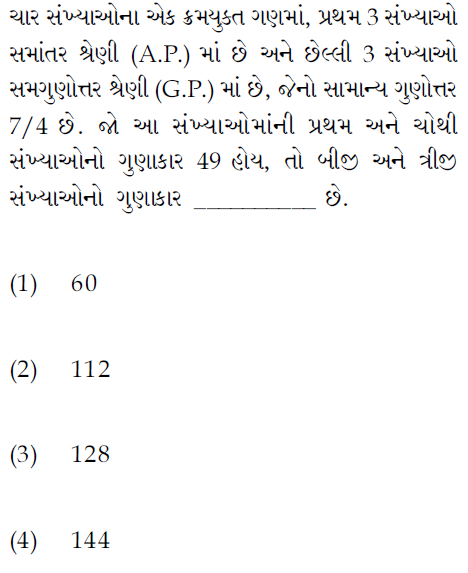 ચાર સંખ્યાઓના એક ક્રમયુક્ત ગણમાં, પ્રથમ 3 સંખ્યાઓ
સમાંતર શ્રેણી (A.P.) માં છે અને છેલ્લી 3 સંખ્યાઓ
સમગુણોત્તર શ્રેણી (G.P.) માં છે, જેનો સામાન્ય ગુણોત્તર
7/4 છે. જો આ સંખ્યાઓમાંની પ્રથમ અને ચોથી
સંખ્યાઓનો ગુણાકાર 49 હોય, તો બીજી અને ત્રીજી
સંખ્યાઓનો ગુણાકાર __________ છે.
(1) 60
(2) 112
(3) 128
(4) 144